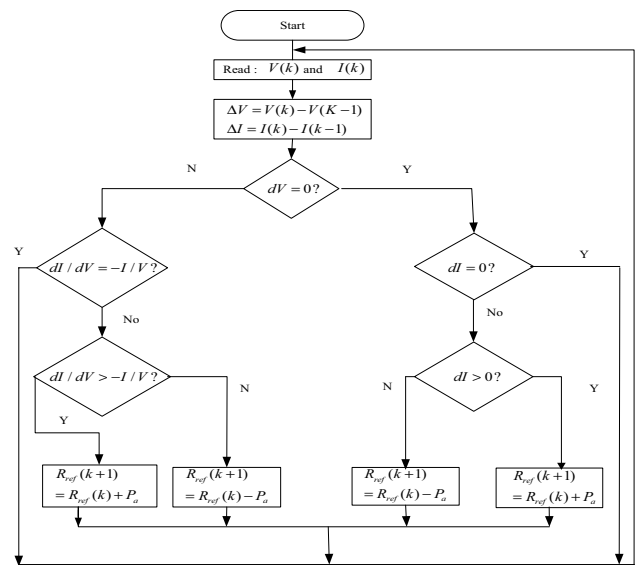 Start
Read : V(k) and I(k)
ΔV = V(k) − V(K−1)
ΔI = I(k) − I(k−1)
N
Y
dV = 0?
Y
dI / dV = −I / V?
dI = 0?
Y
No
No
dI / dV > −I / V?
N
N
dI > 0?
Y
Y
R_ref(k+1)
= R_ref(k) + P_a
R_ref(k+1)
= R_ref(k) − P_a
R_ref(k+1)
= R_ref(k) − P_a
R_ref(k+1)
= R_ref(k) + P_a